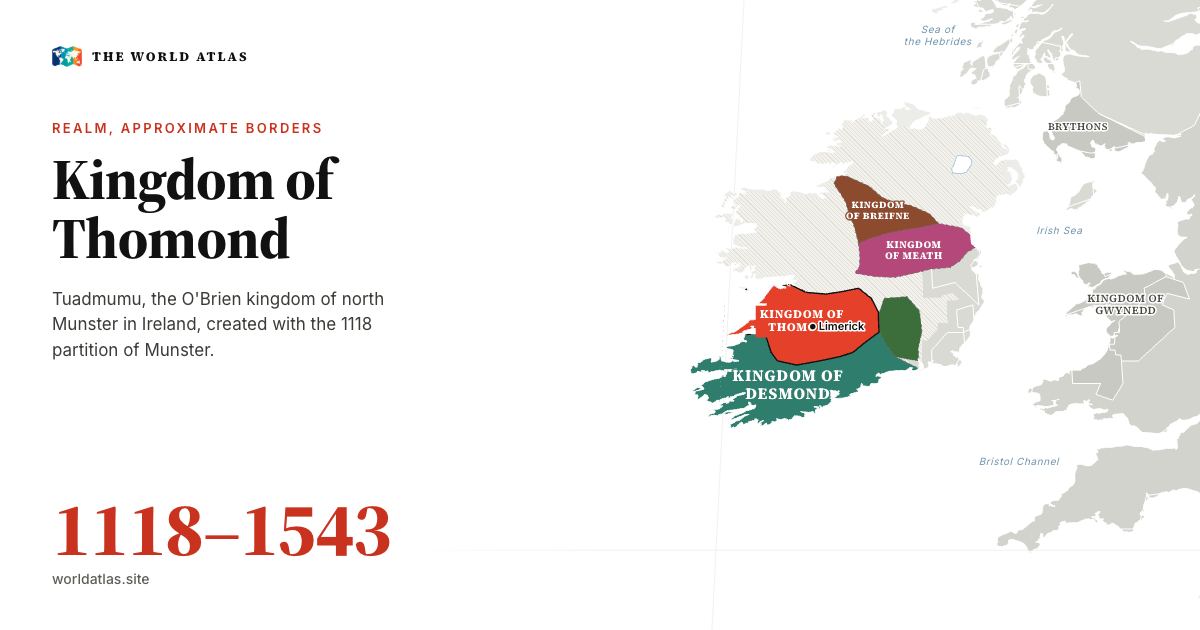 THE WORLD ATLAS
REALM, APPROXIMATE BORDERS
Kingdom of
Thomond
Tuadmumu, the O'Brien kingdom of north
Munster in Ireland, created with the 1118
partition of Munster.
1118–1543
worldatlas.site
Sea of
the Hebrides
BRYTHONS
KINGDOM
OF BREIFNE
KINGDOM
OF MEATH
Irish Sea
KINGDOM OF
GWYNEDD
KINGDOM OF
THOM
Limerick
KINGDOM OF
DESMOND
Bristol Channel